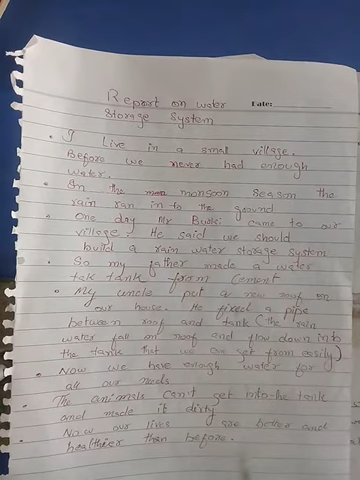 Report on water
Date:
Storage System
• I live in a small village.
Before we never had enough
water.
• In the monsoon season the
rain ran in to the ground
• One day Mr Buski came to our
village. He said we should
build a rain water storage system
• So my father made a water
tank from cement
• My uncle put a new roof on
our house. He fixed a pipe
between roof and tank (the rain
water fall on roof and flow down into
the tanks that we can get from easily)
• Now we have enough water for
all our needs
• The animals can't get into the tank
and made it dirty
• Now our lives are better and
healthier than before.